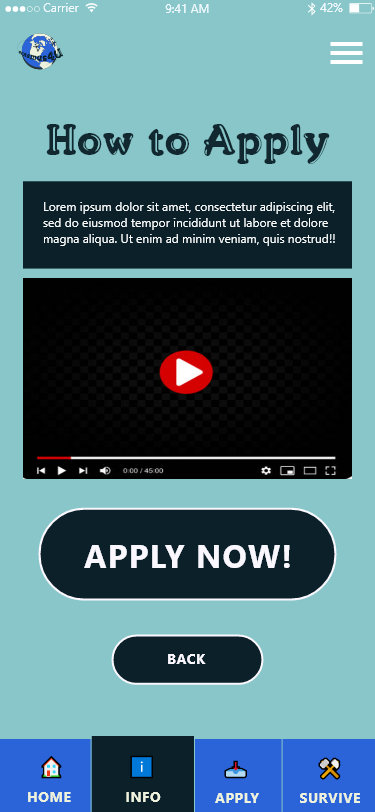 Carrier 9:41 AM 42%
How to Apply
Lorem ipsum dolor sit amet, consectetur adipiscing elit,
sed do eiusmod tempor incididunt ut labore et dolore
magna aliqua. Ut enim ad minim veniam, quis nostrud!!
0:00 / 45:00
APPLY NOW!
BACK
HOME INFO APPLY SURVIVE